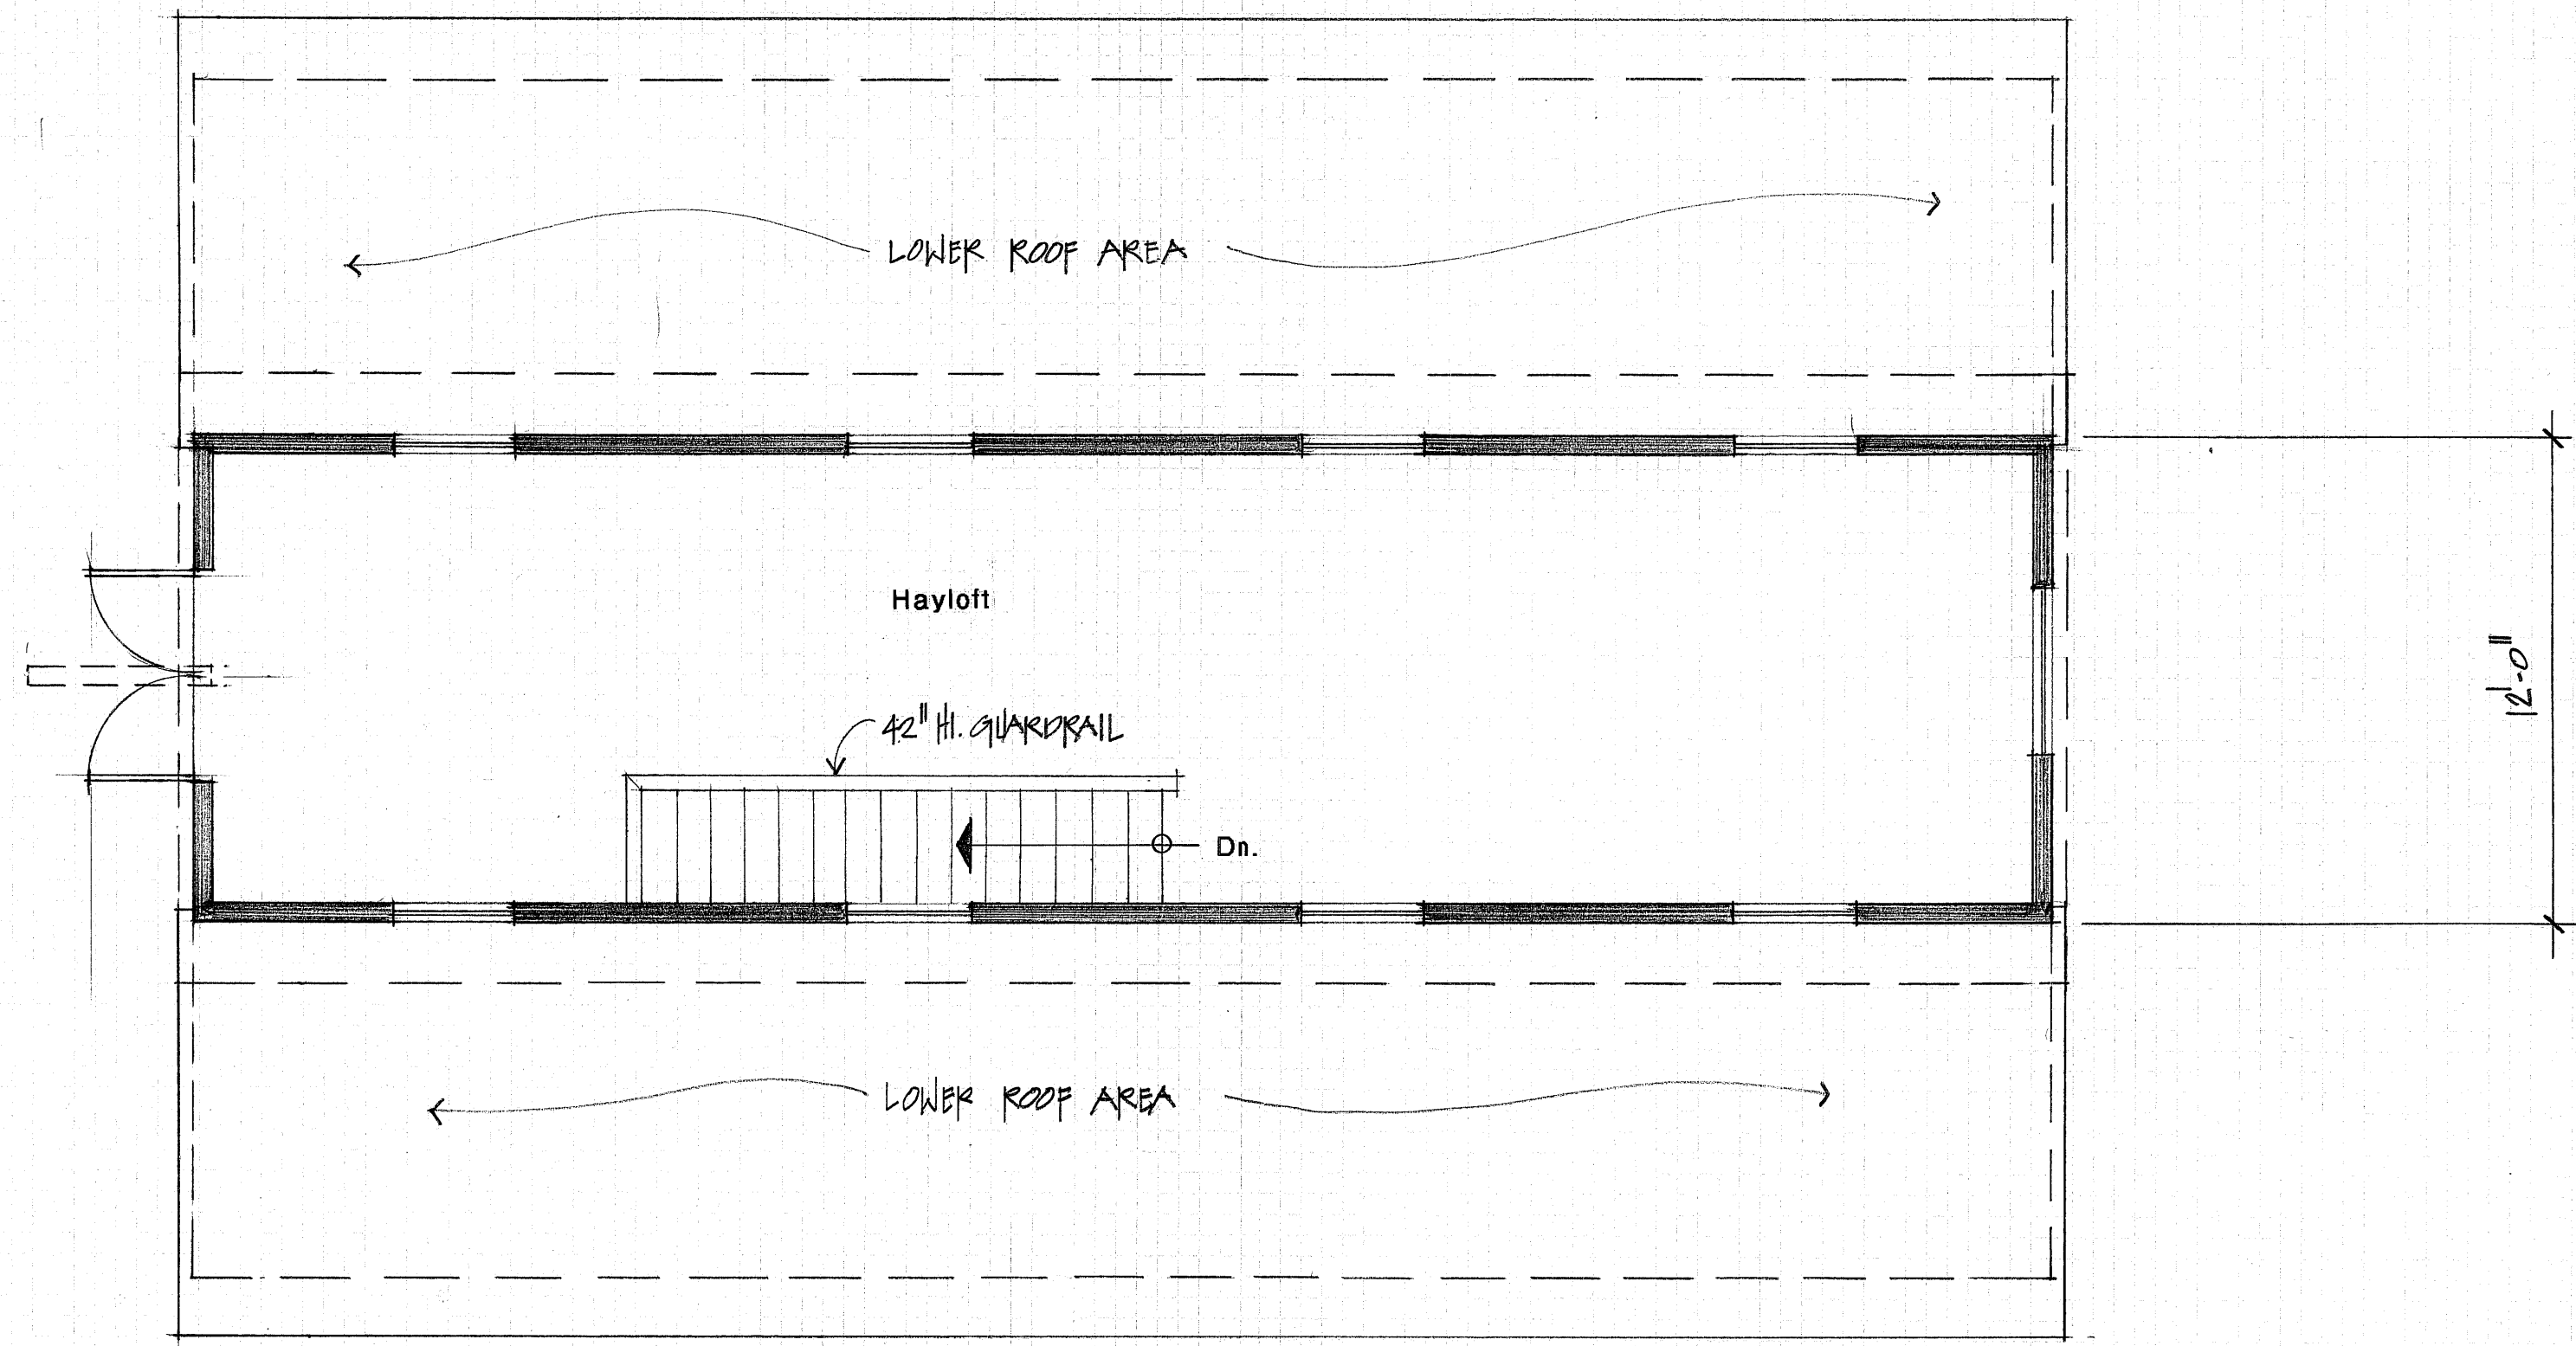 LOWER ROOF AREA
Hayloft
42" HI. GUARDRAIL
12'-0"
Dn.
LOWER ROOF AREA